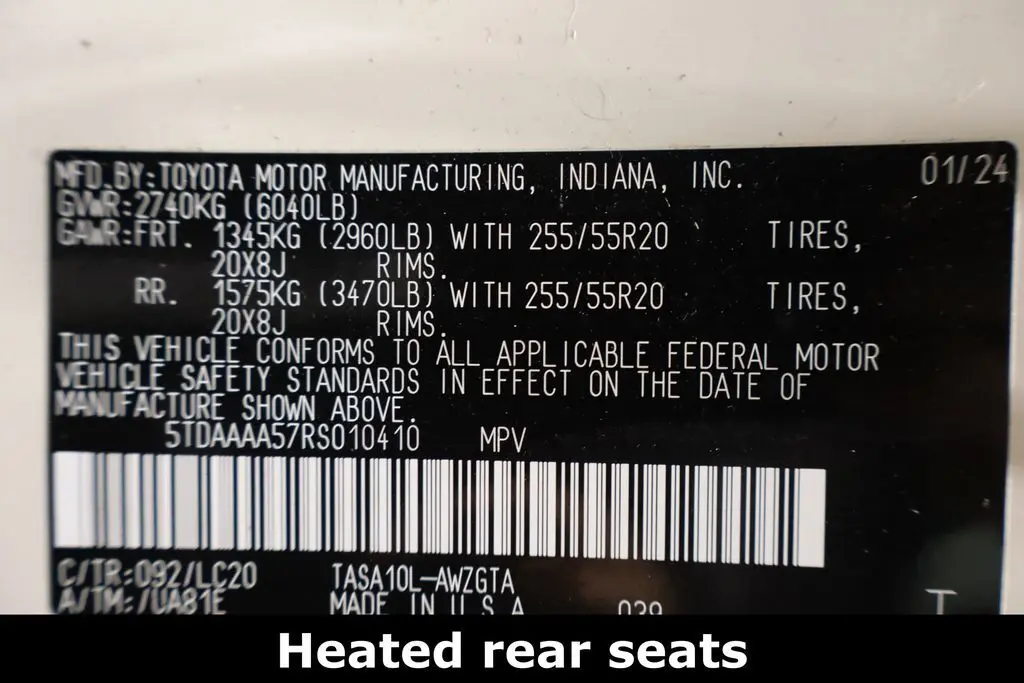 MFD.BY:TOYOTA MOTOR MANUFACTURING, INDIANA, INC. 01/24
GVWR:2740KG (6040LB)
GAWR:FRT. 1345KG (2960LB) WITH 255/55R20 TIRES,
20X8J RIMS.
RR. 1575KG (3470LB) WITH 255/55R20 TIRES,
20X8J RIMS.
THIS VEHICLE CONFORMS TO ALL APPLICABLE FEDERAL MOTOR
VEHICLE SAFETY STANDARDS IN EFFECT ON THE DATE OF
MANUFACTURE SHOWN ABOVE.
5TDAAAA57RS010410 MPV
C/TR:092/LC20 TASA10L-AWZGTA
A/TM:/UA81E MADE IN U.S.A. 039 T
Heated rear seats